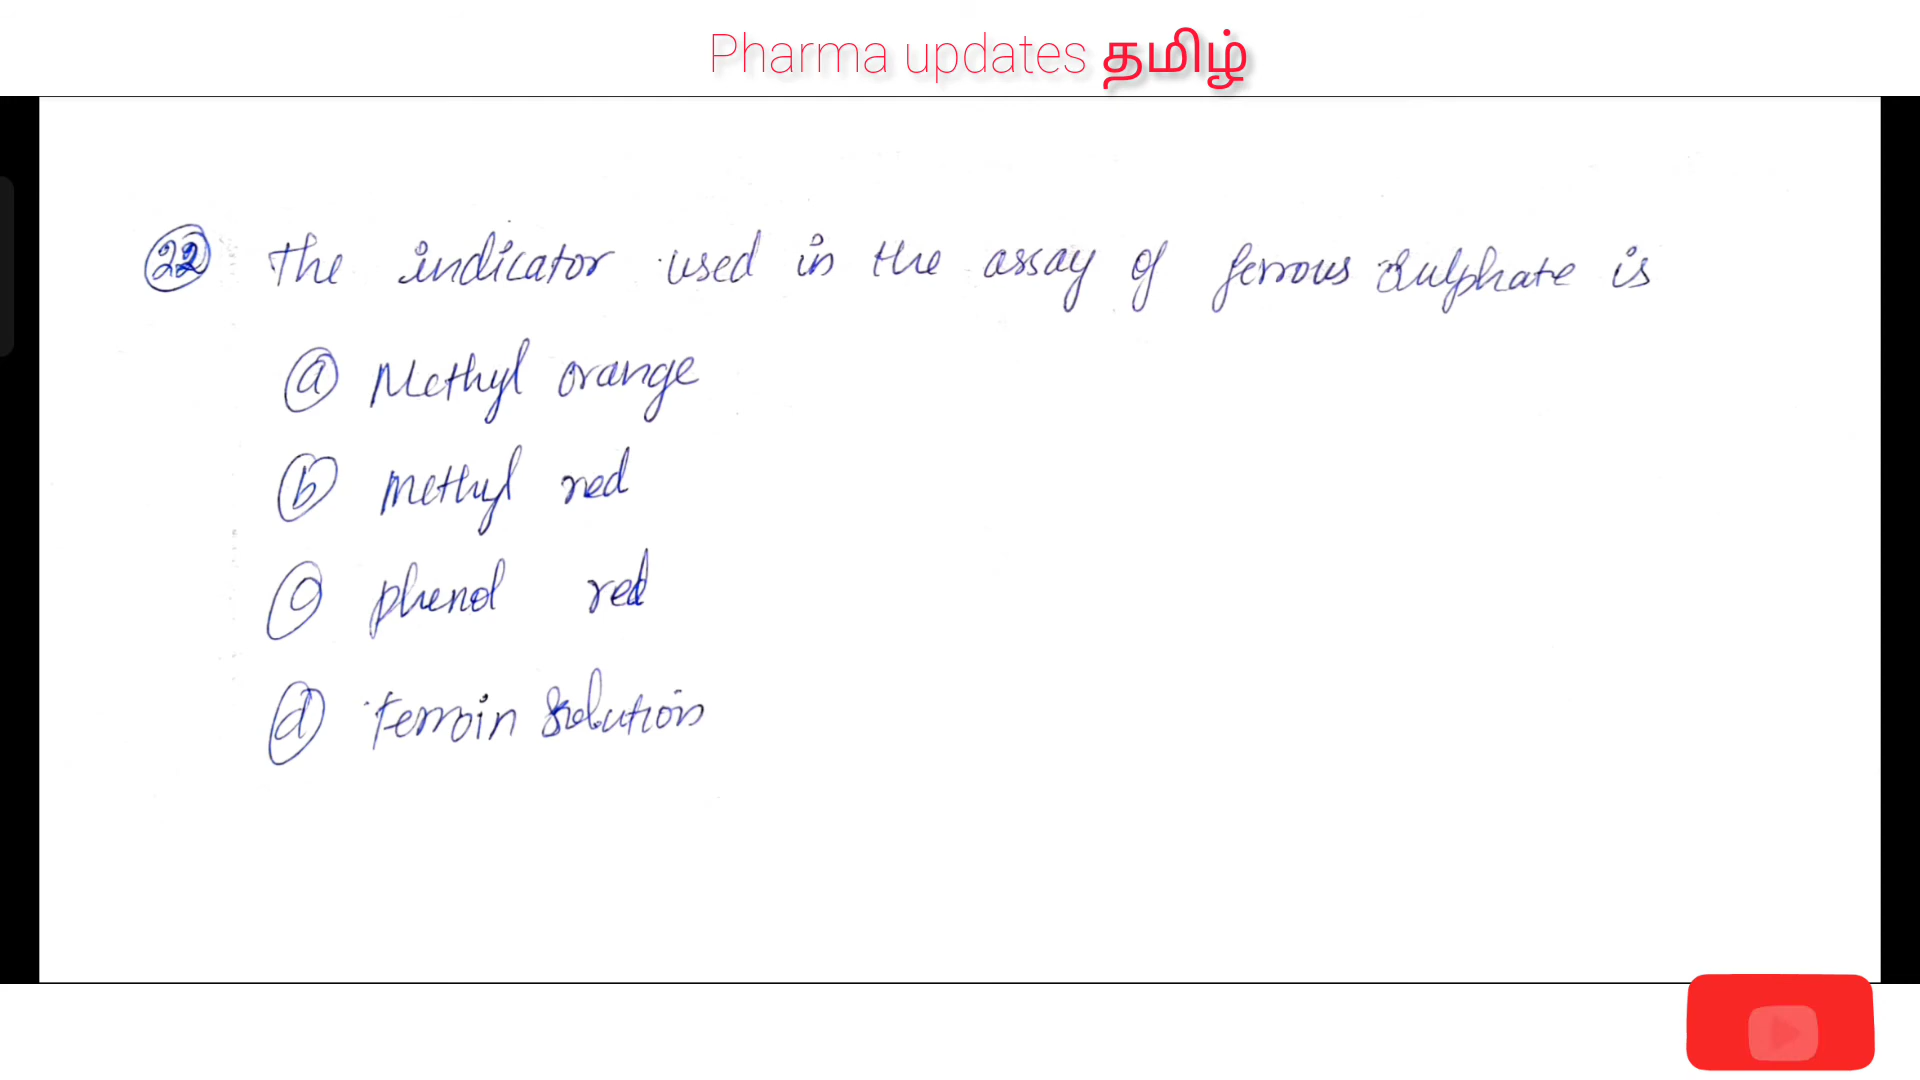 Pharma updates தமிழ்
22 The indicator used in the assay of ferrous sulphate is
a Methyl orange
b methyl red
c phenol red
d Ferroin solution